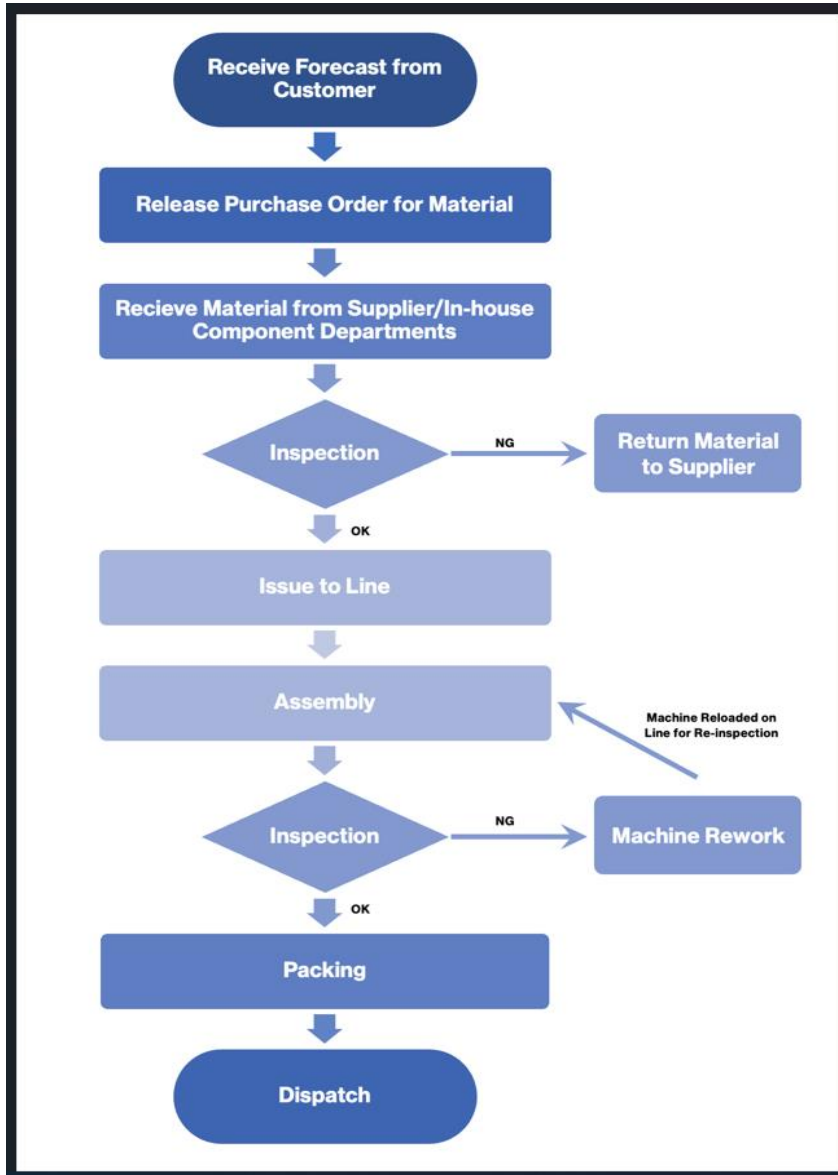 Receive Forecast from
Customer
Release Purchase Order for Material
Recieve Material from Supplier/In-house
Component Departments
Inspection
NG
Return Material
to Supplier
OK
Issue to Line
Assembly
Machine Reloaded on
Line for Re-inspection
Inspection
NG
Machine Rework
OK
Packing
Dispatch